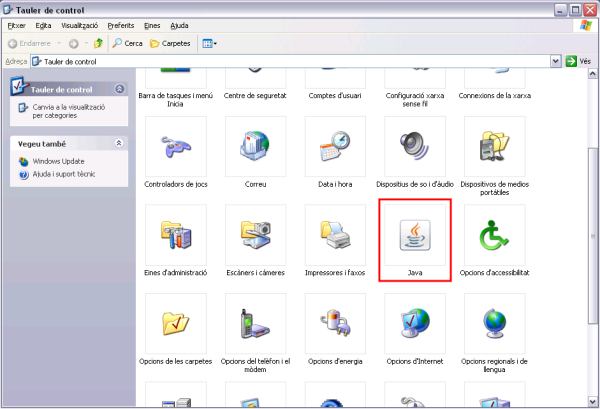 Tauler de control
Fitxer Edita Visualització Preferits Eines Ajuda
Endarrere Cerca Carpetes
Adreça Tauler de control Vés
Tauler de control
Canvia a la visualització
per categories
Vegeu també
Windows Update
Ajuda i suport tècnic
Barra de tasques i menú
Inicia
Centre de seguretat
Comptes d'usuari
Configuració xarxa
sense fil
Connexions de la xarxa
Controladors de jocs
Correu
Data i hora
Dispositius de so i d'àudio
Dispositivos de medios
portátiles
Eines d'administració
Escàners i càmeres
Impressores i faxos
Java
Opcions d'accessibilitat
Opcions de les carpetes
Opcions del telèfon i el
mòdem
Opcions d'energia
Opcions d'Internet
Opcions regionals i de
llengua